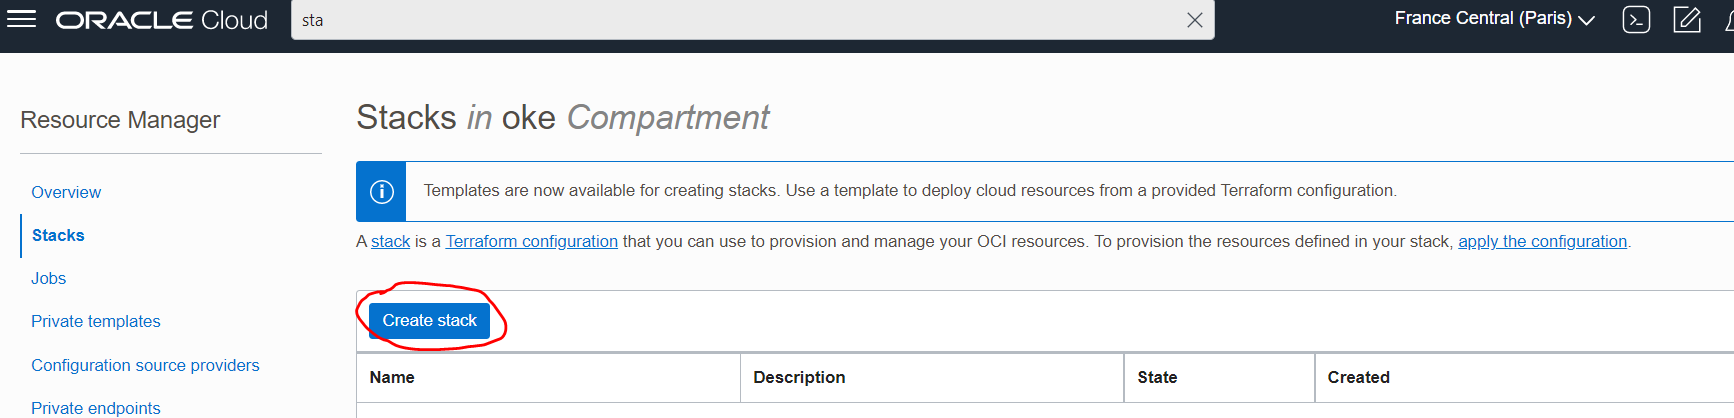 ORACLE Cloud
sta
France Central (Paris)
Resource Manager
Overview
Stacks
Jobs
Private templates
Configuration source providers
Private endpoints
Stacks in oke Compartment
Templates are now available for creating stacks. Use a template to deploy cloud resources from a provided Terraform configuration.
A stack is a Terraform configuration that you can use to provision and manage your OCI resources. To provision the resources defined in your stack, apply the configuration.
Create stack
Name Description State Created